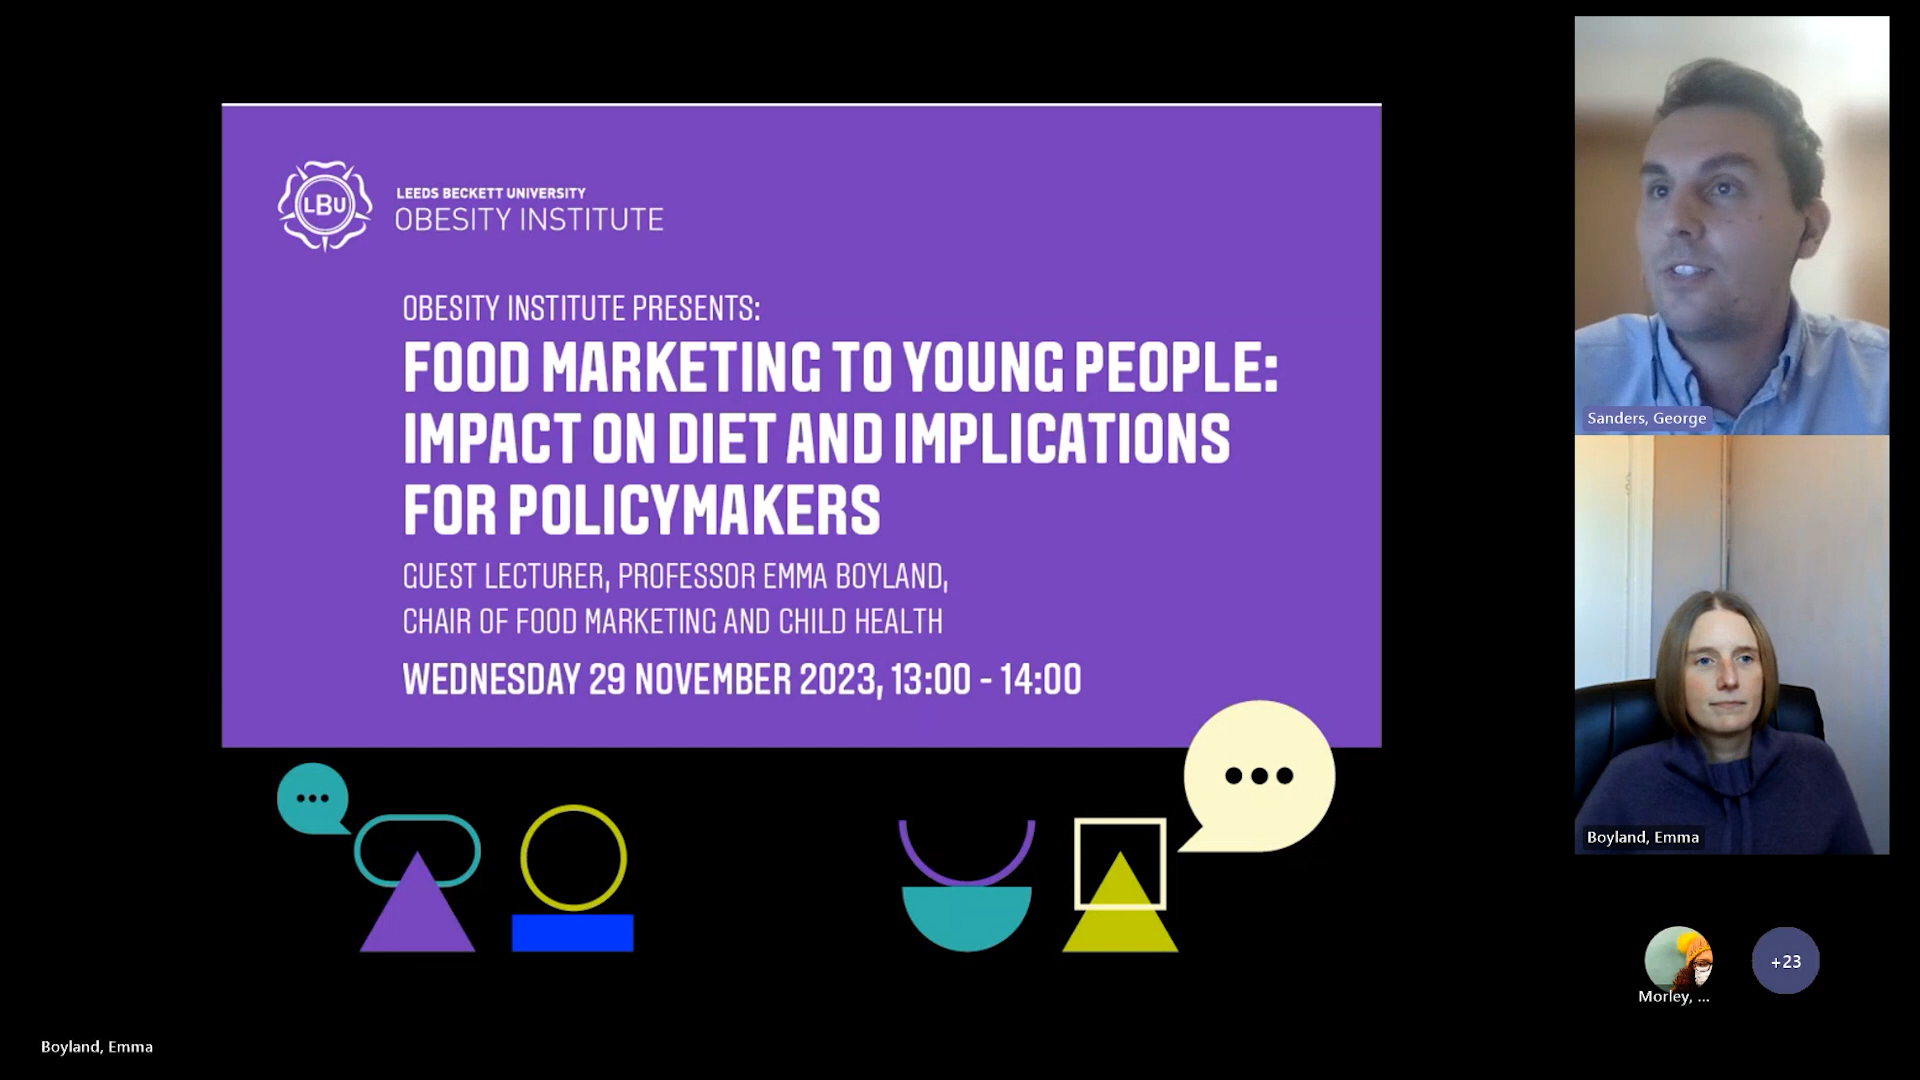 LBU
LEEDS BECKETT UNIVERSITY
OBESITY INSTITUTE
OBESITY INSTITUTE PRESENTS:
FOOD MARKETING TO YOUNG PEOPLE:
IMPACT ON DIET AND IMPLICATIONS
FOR POLICYMAKERS
GUEST LECTURER, PROFESSOR EMMA BOYLAND,
CHAIR OF FOOD MARKETING AND CHILD HEALTH
WEDNESDAY 29 NOVEMBER 2023, 13:00 - 14:00
Sanders, George
Boyland, Emma
+23
Morley, ...
Boyland, Emma